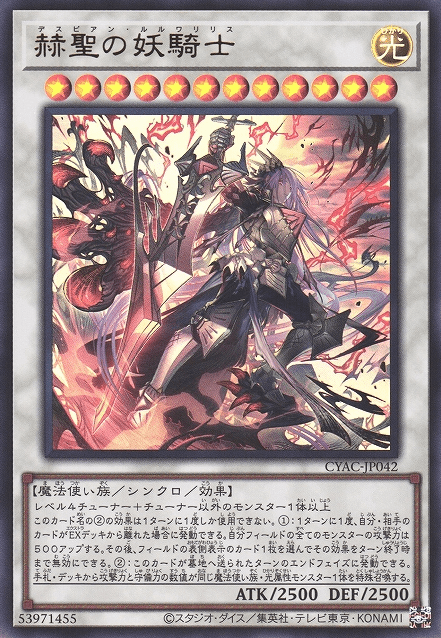 デスピアン・ルルワリリス
赫聖の妖騎士
光
CYAC-JP042
【魔法使い族／シンクロ／効果】
レベル4チューナー＋チューナー以外のモンスター1体以上
このカード名の②の効果は1ターンに1度しか使用できない。①：1ターンに1度、自分・相手の
カードがEXデッキから離れた場合に発動できる。自分フィールドの全てのモンスターの攻撃力は
500アップする。その後、フィールドの表側表示のカード1枚を選んでその効果をターン終了時
まで無効にできる。②：このカードが墓地へ送られたターンのエンドフェイズに発動できる。
手札・デッキから攻撃力と守備力の数値が同じ魔法使い族・光属性モンスター1体を特殊召喚する。
ATK/2500 DEF/2500
53971455
©スタジオ・ダイス／集英社・テレビ東京・KONAMI